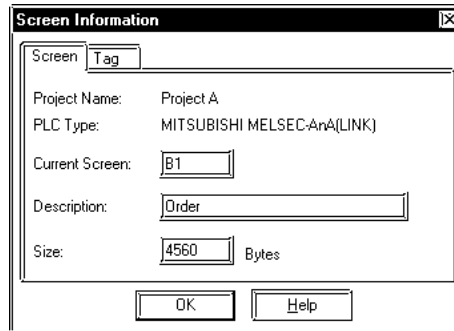 Screen Information
Screen Tag
Project Name: Project A
PLC Type: MITSUBISHI MELSEC-AnA(LINK)
Current Screen: B1
Description: Order
Size: 4560 Bytes
OK Help